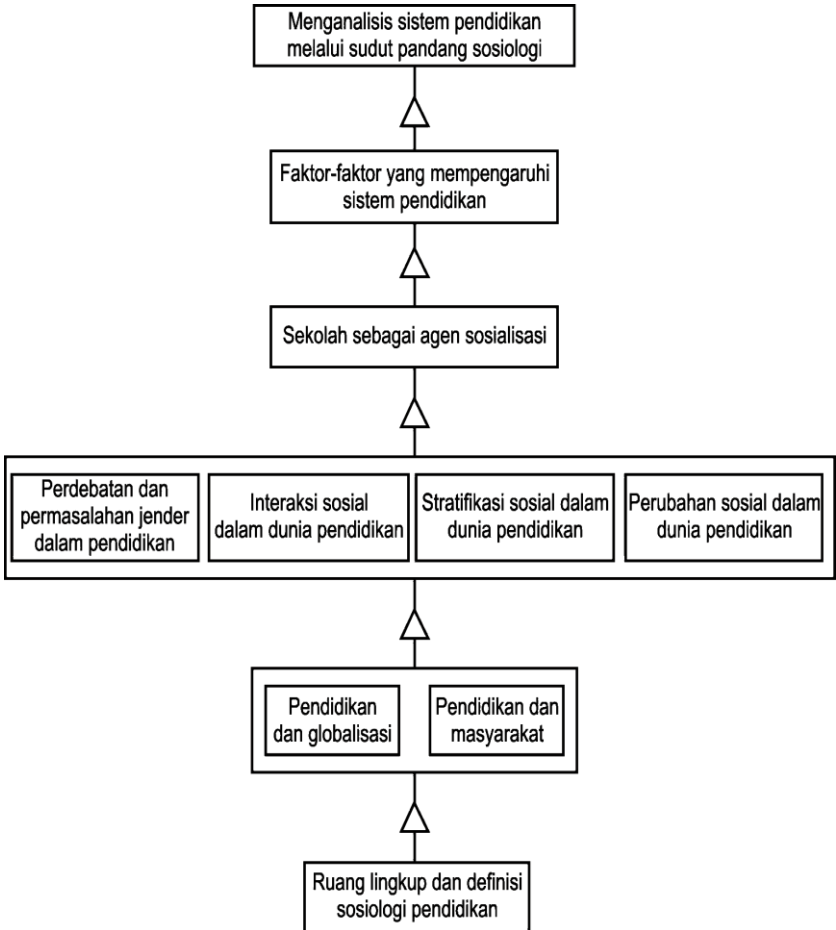 Menganalisis sistem pendidikan
melalui sudut pandang sosiologi
Faktor-faktor yang mempengaruhi
sistem pendidikan
Sekolah sebagai agen sosialisasi
Perdebatan dan
permasalahan jender
dalam pendidikan
Interaksi sosial
dalam dunia pendidikan
Stratifikasi sosial dalam
dunia pendidikan
Perubahan sosial dalam
dunia pendidikan
Pendidikan
dan globalisasi
Pendidikan dan
masyarakat
Ruang lingkup dan definisi
sosiologi pendidikan